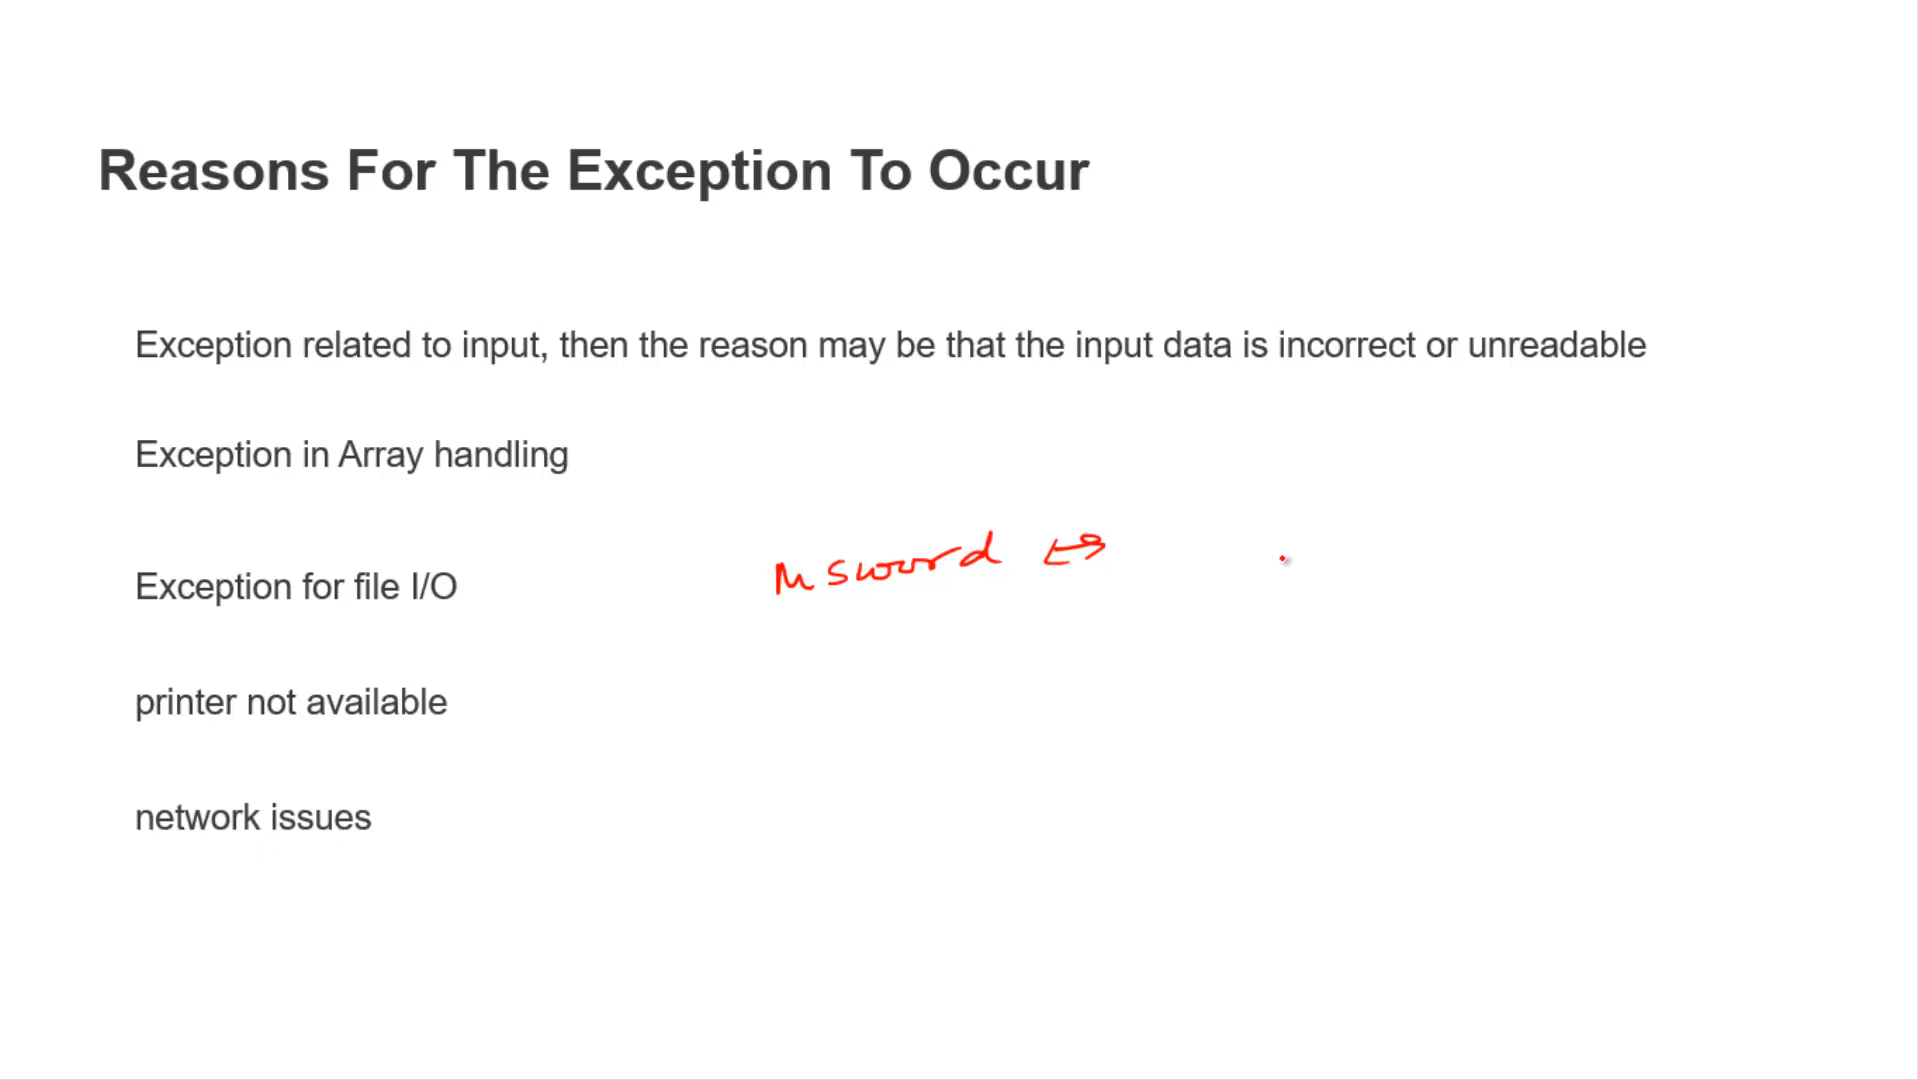 Reasons For The Exception To Occur
Exception related to input, then the reason may be that the input data is incorrect or unreadable
Exception in Array handling
Msword
Exception for file I/O
printer not available
network issues